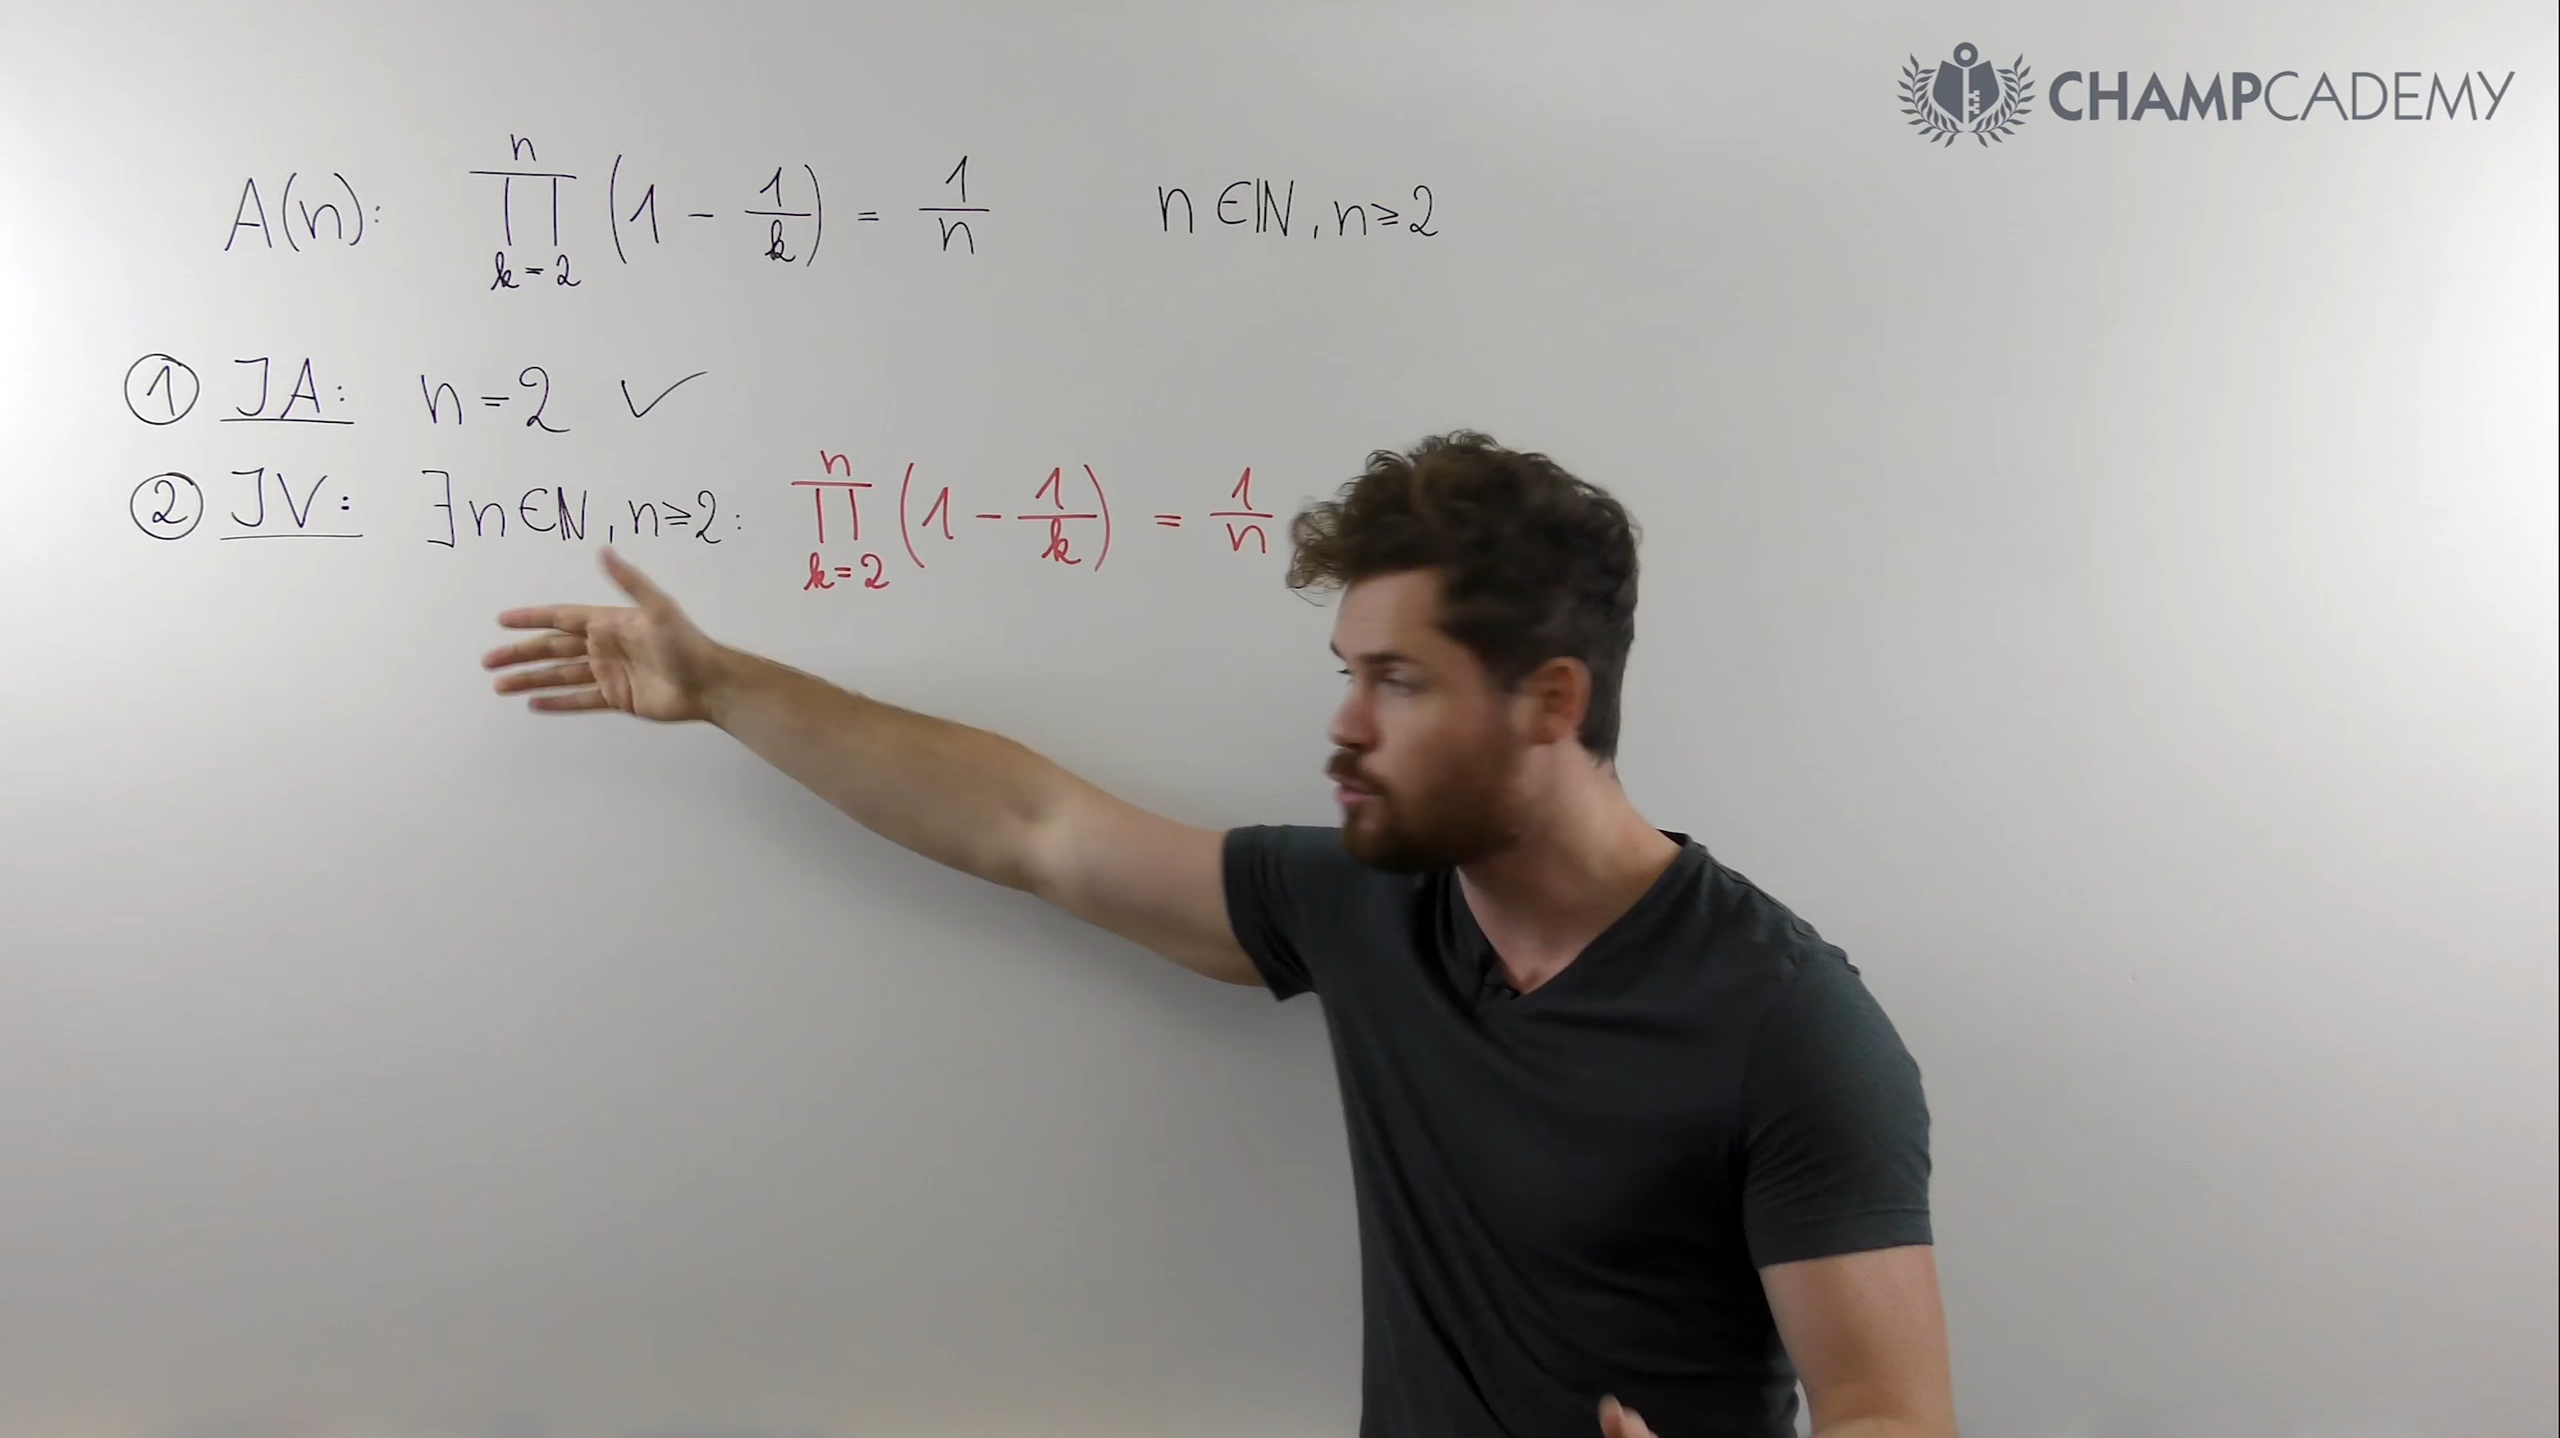 CHAMPCADEMY
A(n): ∏_{k=2}^{n} (1 - 1/k) = 1/n    n ∈ ℕ, n ≥ 2
① IA: n = 2 ✓
② IV: ∃ n ∈ ℕ, n ≥ 2: ∏_{k=2}^{n} (1 - 1/k) = 1/n